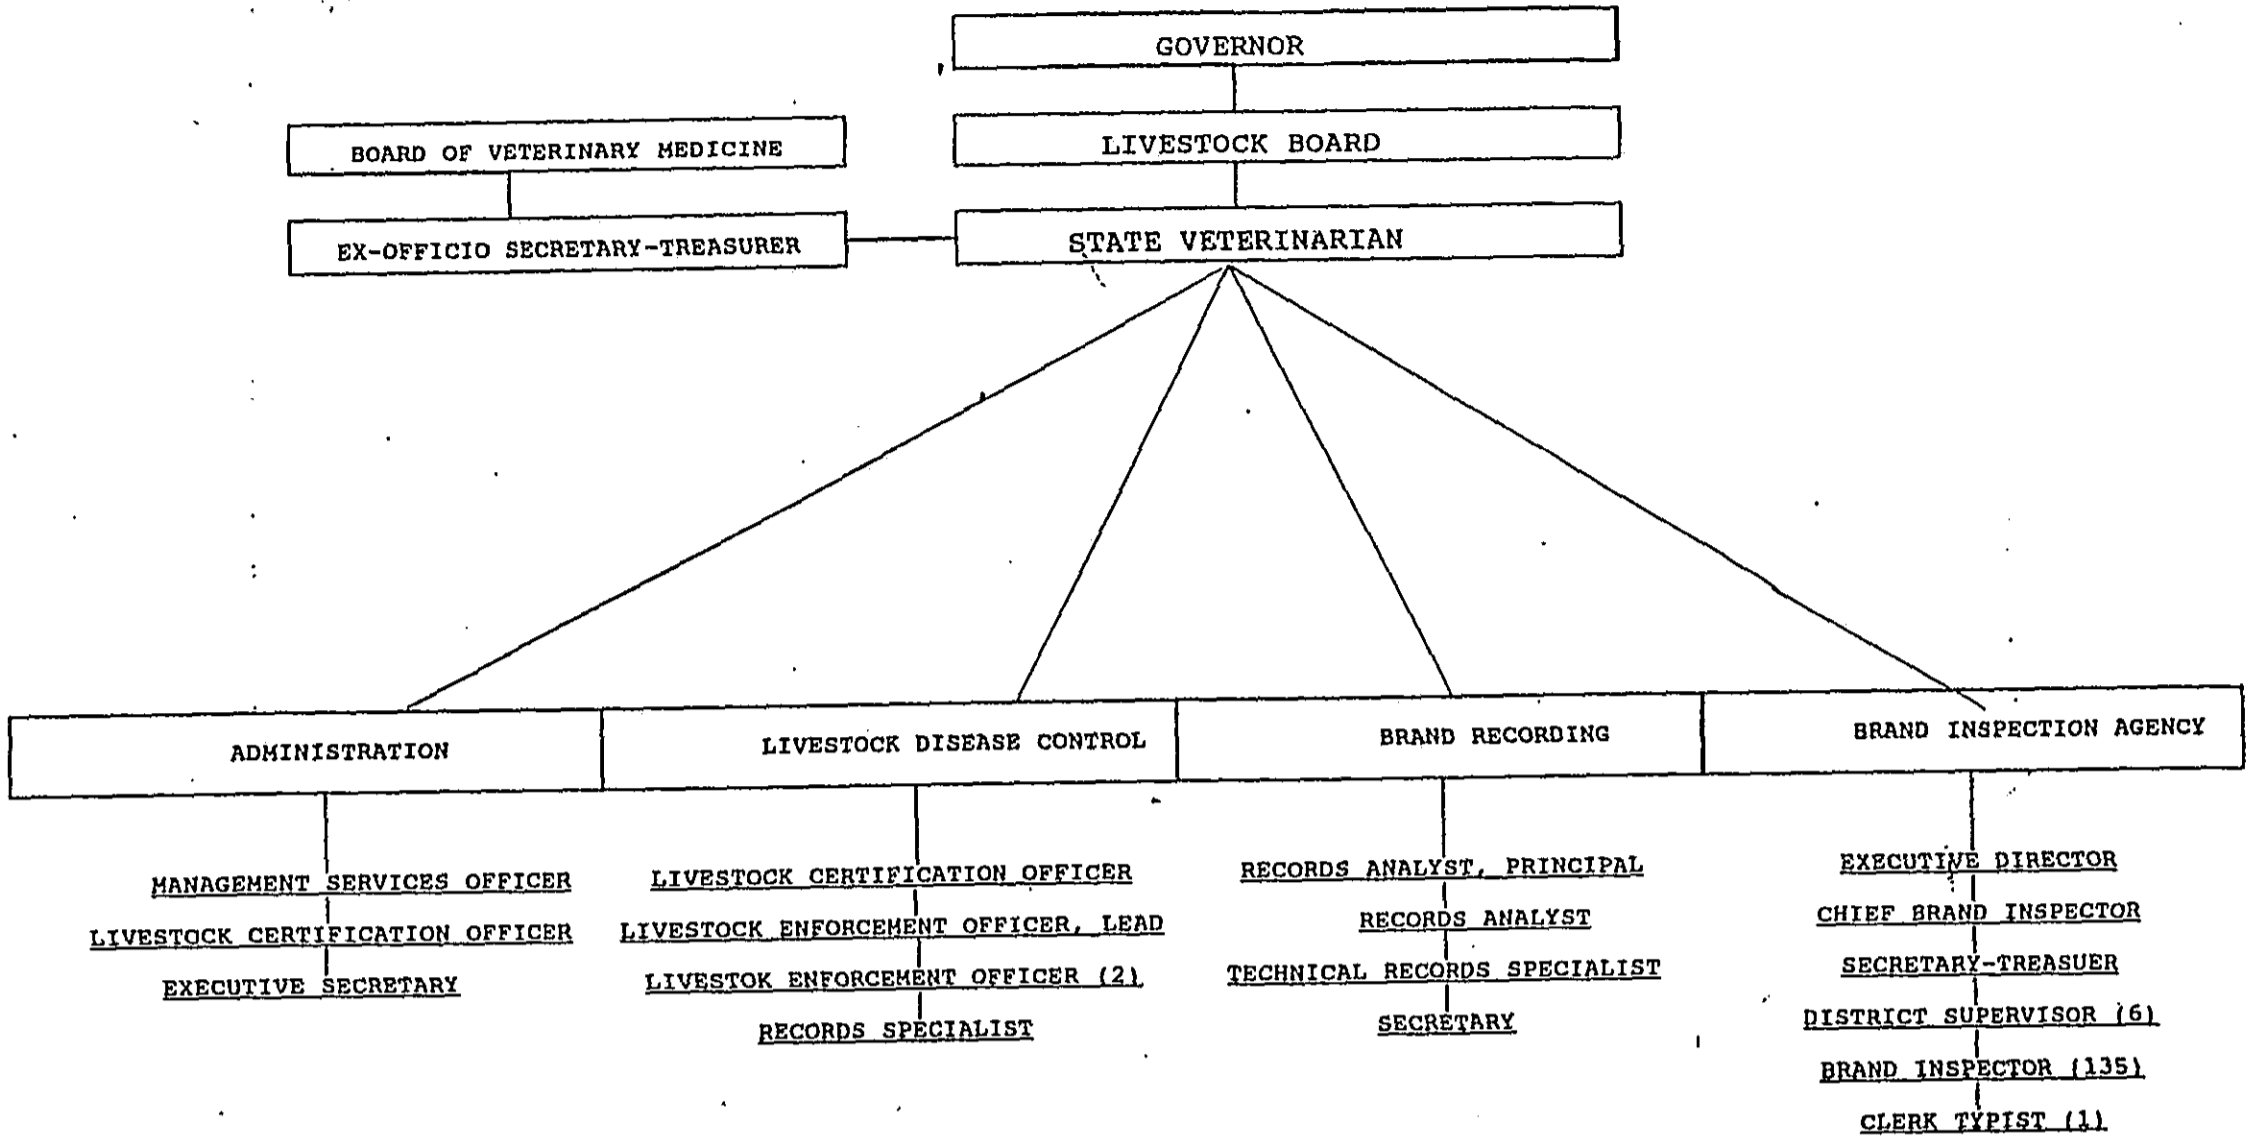 GOVERNOR
LIVESTOCK BOARD
BOARD OF VETERINARY MEDICINE
EX-OFFICIO SECRETARY-TREASURER
STATE VETERINARIAN
ADMINISTRATION
LIVESTOCK DISEASE CONTROL
BRAND RECORDING
BRAND INSPECTION AGENCY
MANAGEMENT SERVICES OFFICER
LIVESTOCK CERTIFICATION OFFICER
EXECUTIVE SECRETARY
LIVESTOCK CERTIFICATION OFFICER
LIVESTOCK ENFORCEMENT OFFICER, LEAD
LIVESTOK ENFORCEMENT OFFICER (2)
RECORDS SPECIALIST
RECORDS ANALYST, PRINCIPAL
RECORDS ANALYST
TECHNICAL RECORDS SPECIALIST
SECRETARY
EXECUTIVE DIRECTOR
CHIEF BRAND INSPECTOR
SECRETARY-TREASUER
DISTRICT SUPERVISOR (6)
BRAND INSPECTOR (135)
CLERK TYPIST (1)